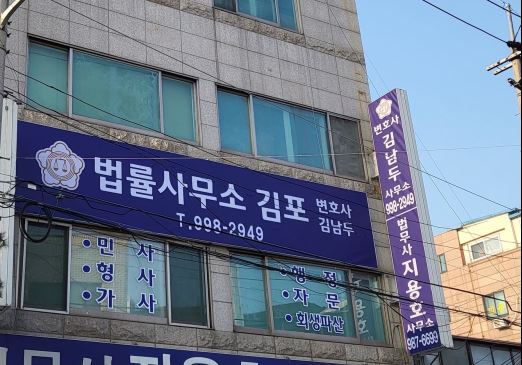 법률사무소 김포 변호사 김남두
T.998-2949
• 민 사
• 형 사
• 가 사
• 행 정
• 자 문
• 회생파산
변호사 김남두 사무소
998-2949
법무사 지용호 사무소
987-6699